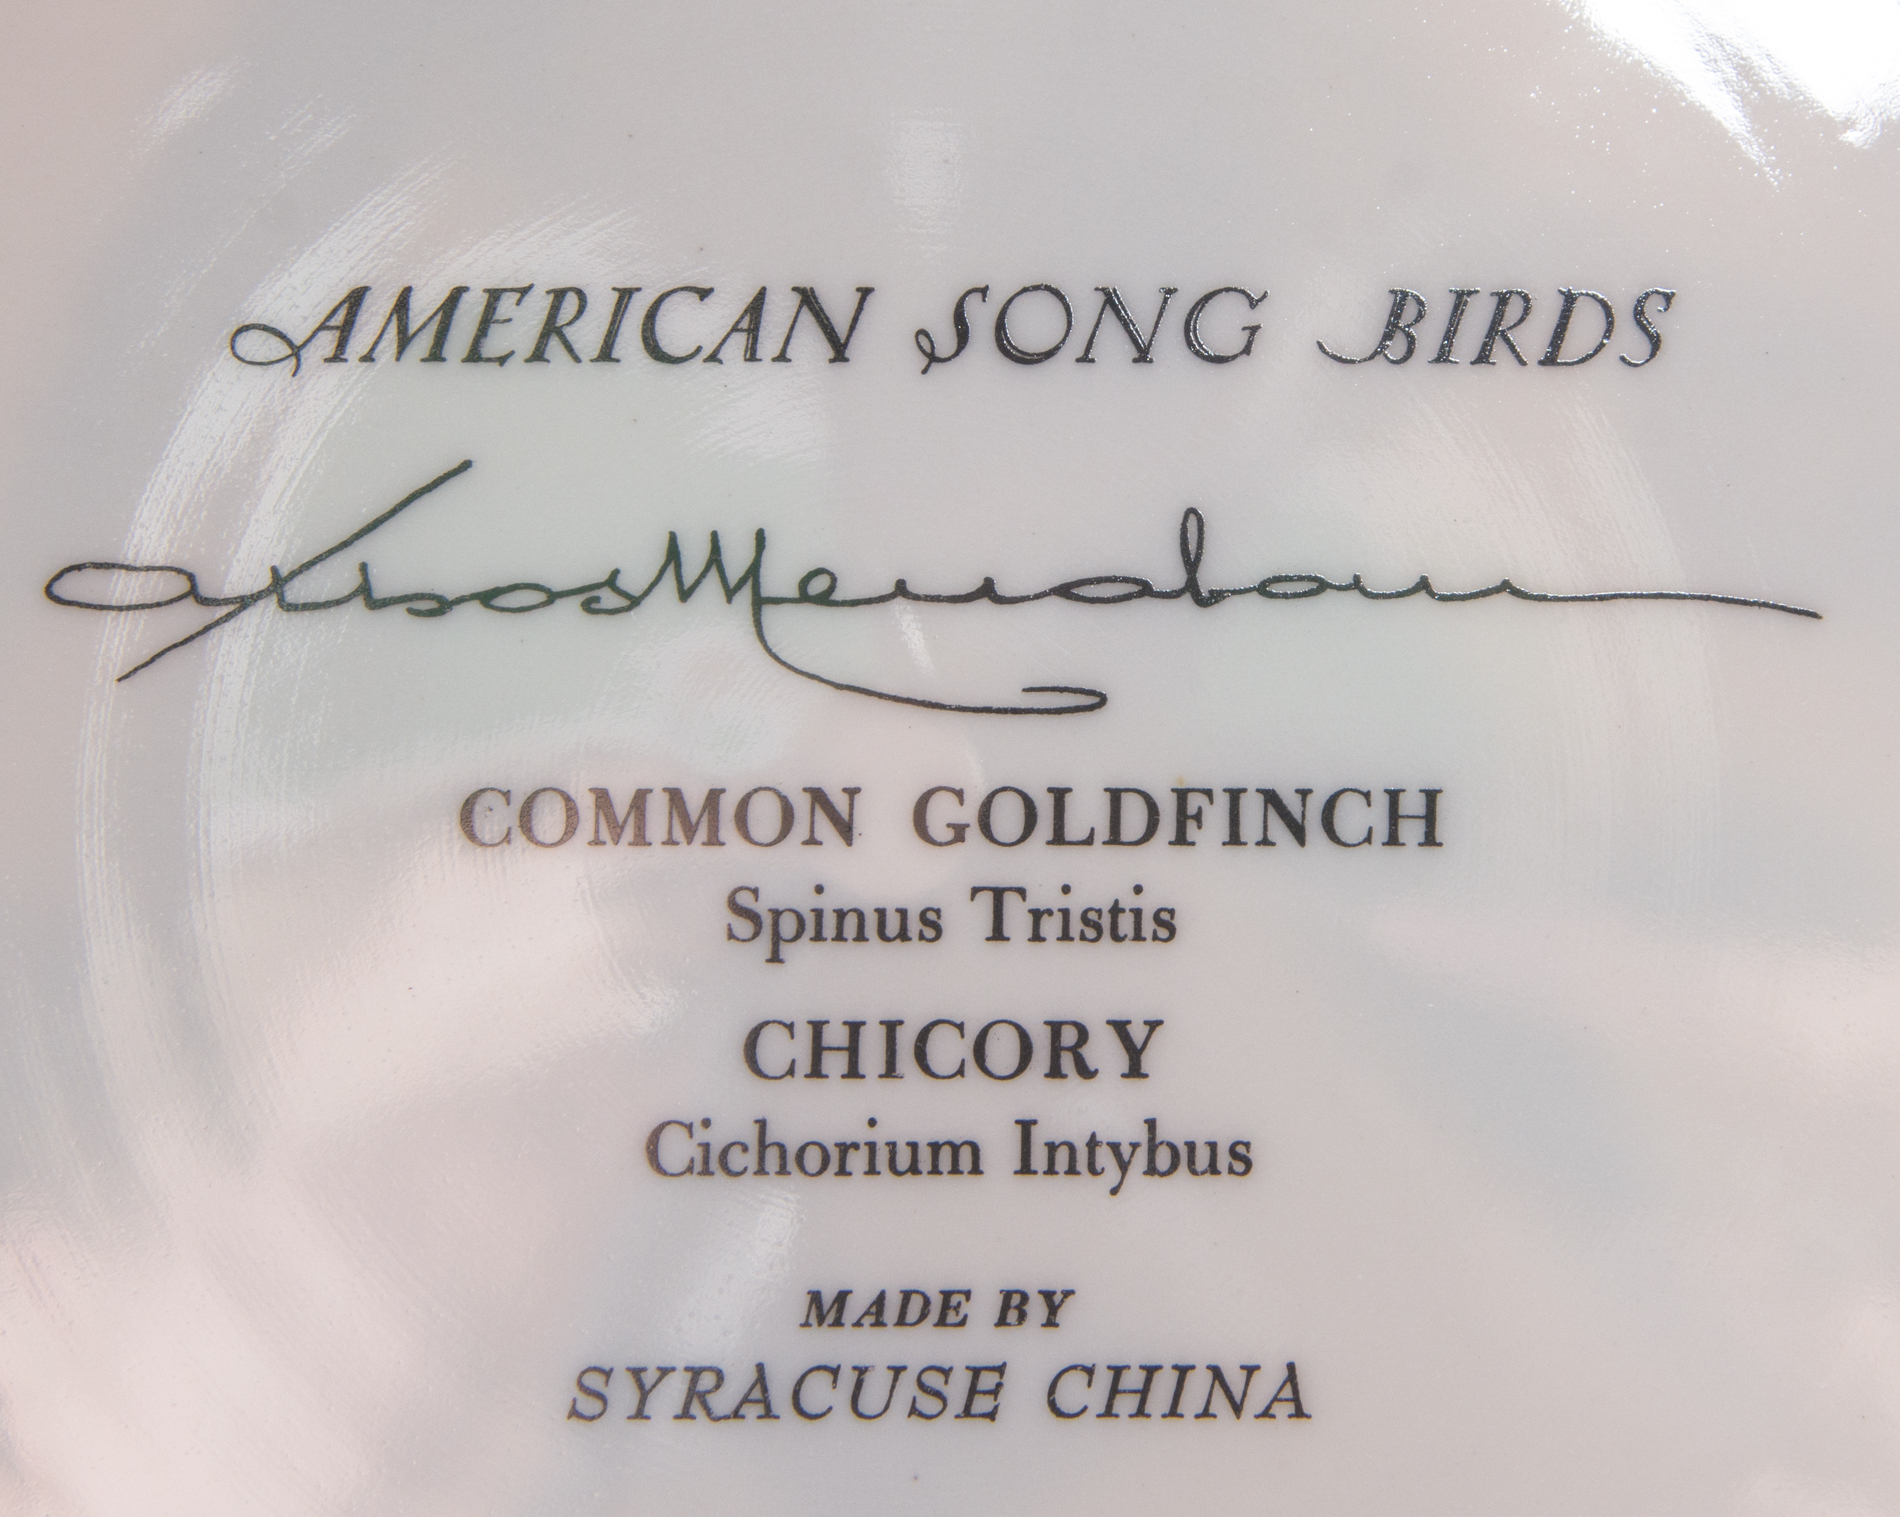 AMERICAN SONG BIRDS
COMMON GOLDFINCH
Spinus Tristis
CHICORY
Cichorium Intybus
MADE BY
SYRACUSE CHINA